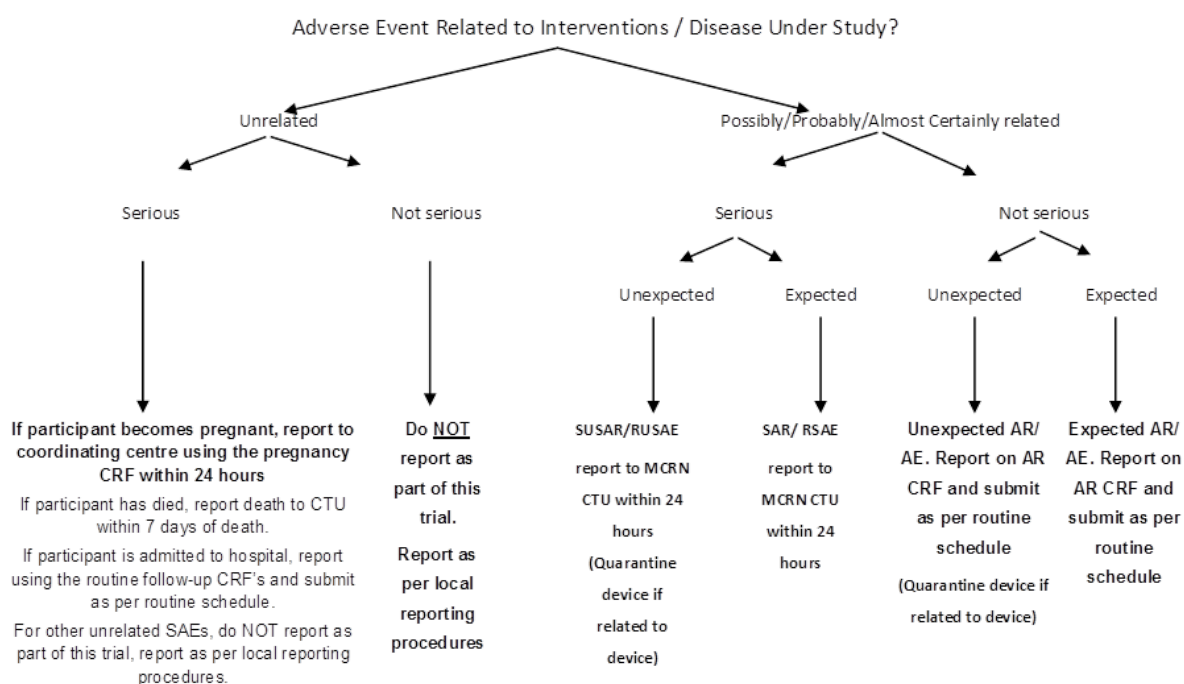 Adverse Event Related to Interventions / Disease Under Study?
Unrelated
Possibly/Probably/Almost Certainly related
Serious
Not serious
Serious
Not serious
Unexpected
Expected
Unexpected
Expected
If participant becomes pregnant, report to
coordinating centre using the pregnancy
CRF within 24 hours
If participant has died, report death to CTU
within 7 days of death.
If participant is admitted to hospital, report
using the routine follow-up CRF's and submit
as per routine schedule.
For other unrelated SAEs, do NOT report as
part of this trial, report as per local reporting
procedures.
Do NOT
report as
part of this
trial.
Report as
per local
reporting
procedures
SUSAR/RUSAE
report to MCRN
CTU within 24
hours
(Quarantine
device if
related to
device)
SAR/ RSAE
report to
MCRN CTU
within 24
hours
Unexpected AR/
AE. Report on AR
CRF and submit
as per routine
schedule
(Quarantine device if
related to device)
Expected AR/
AE. Report on
AR CRF and
submit as per
routine
schedule